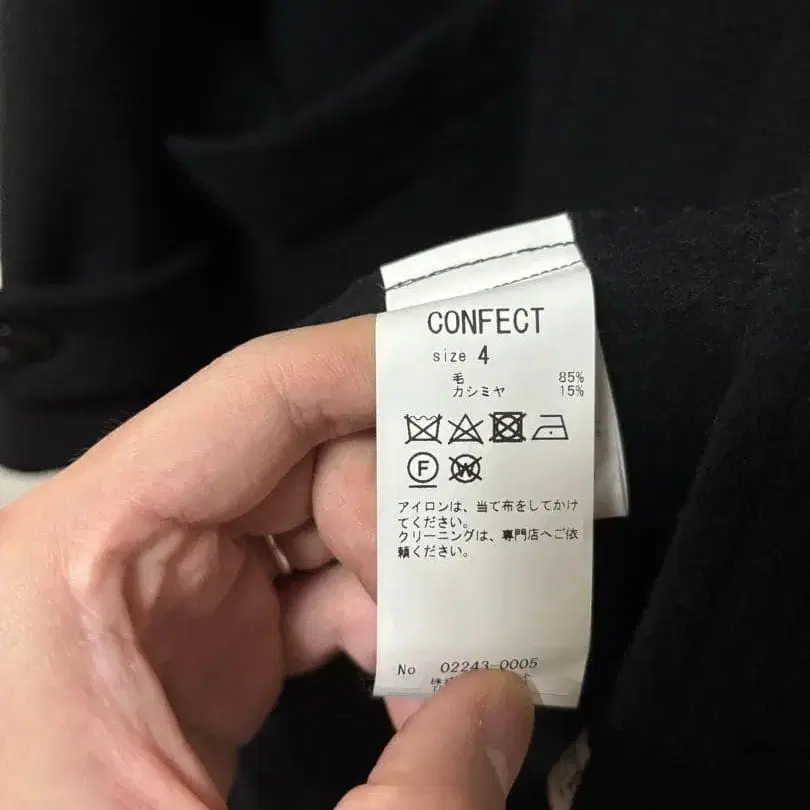 CONFECT
size 4
毛 85%
カシミヤ 15%
F W
アイロンは、当て布をしてかけ
てください。
クリーニングは、専門店へご依
頼ください。
No 02243-0005